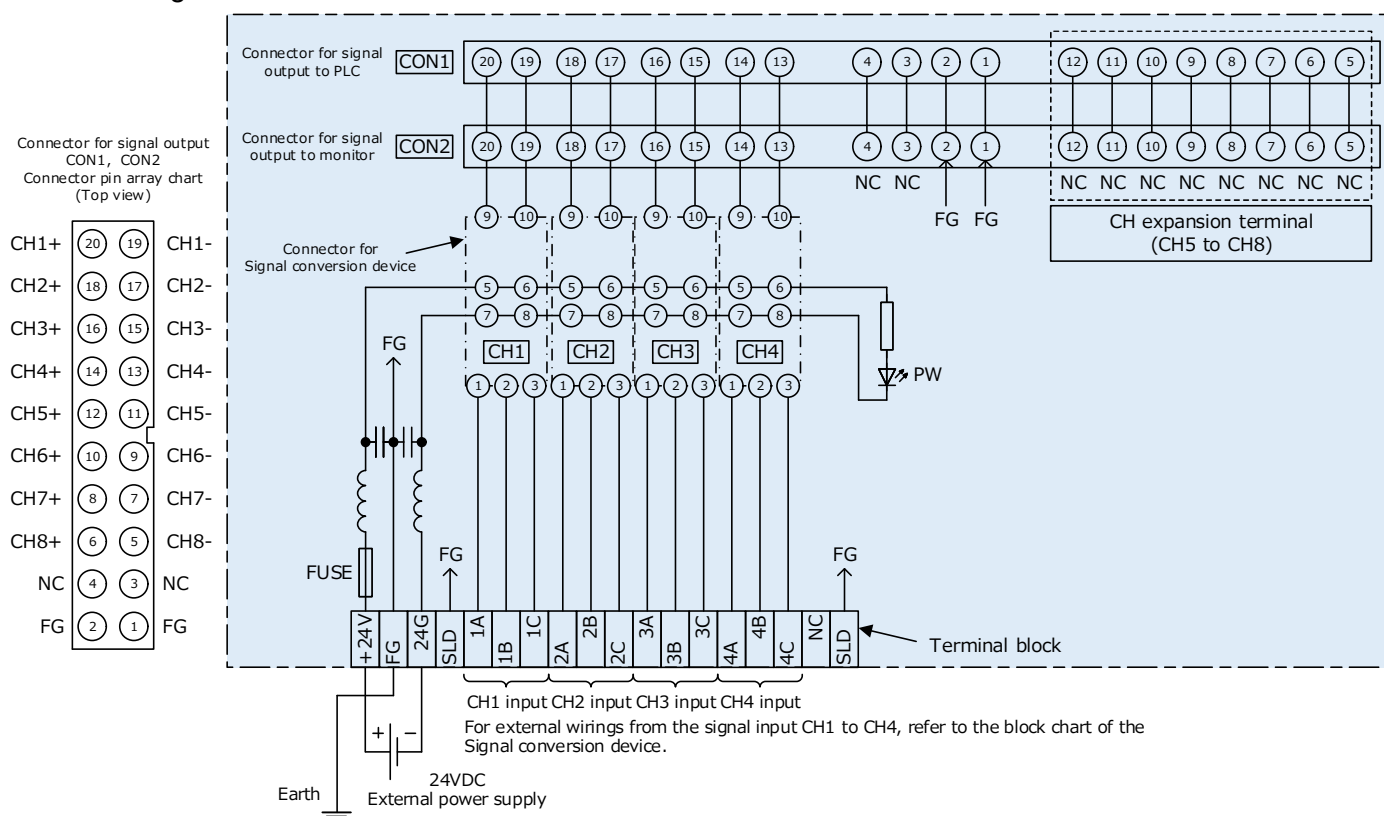 Connector for signal
output to PLC
CON1
20 19 18 17 16 15 14 13 4 3 2 1 12 11 10 9 8 7 6 5
Connector for signal
output to monitor
CON2
20 19 18 17 16 15 14 13 4 3 2 1 12 11 10 9 8 7 6 5
NC NC NC NC NC NC NC NC NC NC
FG FG
CH expansion terminal
(CH5 to CH8)
Connector for signal output
CON1, CON2
Connector pin array chart
(Top view)
CH1+ 20 19 CH1-
CH2+ 18 17 CH2-
CH3+ 16 15 CH3-
CH4+ 14 13 CH4-
CH5+ 12 11 CH5-
CH6+ 10 9 CH6-
CH7+ 8 7 CH7-
CH8+ 6 5 CH8-
NC 4 3 NC
FG 2 1 FG
9 10 9 10 9 10 9 10
Connector for
Signal conversion device
5 6 5 6 5 6 5 6
7 8 7 8 7 8 7 8
CH1 CH2 CH3 CH4
1 2 3 1 2 3 1 2 3 1 2 3
PW
FG
FUSE
FG
FG
+24V FG 24G SLD 1A 1B 1C 2A 2B 2C 3A 3B 3C 4A 4B 4C NC SLD
Terminal block
CH1 input CH2 input CH3 input CH4 input
For external wirings from the signal input CH1 to CH4, refer to the block chart of the
Signal conversion device.
+ −
24VDC
External power supply
Earth